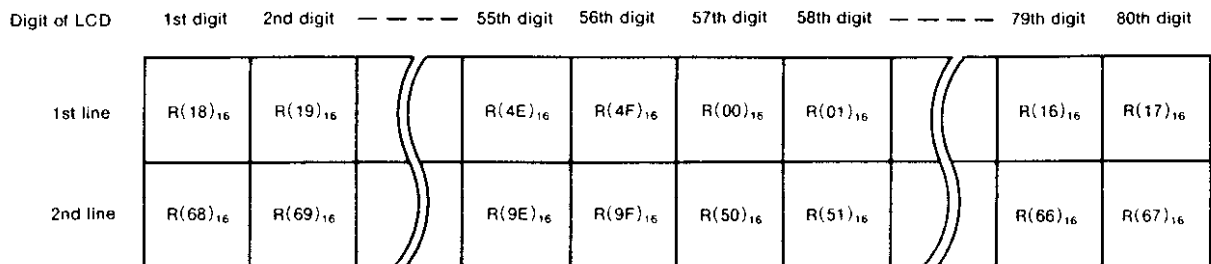 Digit of LCD 1st digit 2nd digit — — — — 55th digit 56th digit 57th digit 58th digit — — — — 79th digit 80th digit
1st line R(18)₁₆ R(19)₁₆ R(4E)₁₆ R(4F)₁₆ R(00)₁₆ R(01)₁₆ R(16)₁₆ R(17)₁₆
2nd line R(68)₁₆ R(69)₁₆ R(9E)₁₆ R(9F)₁₆ R(50)₁₆ R(51)₁₆ R(66)₁₆ R(67)₁₆